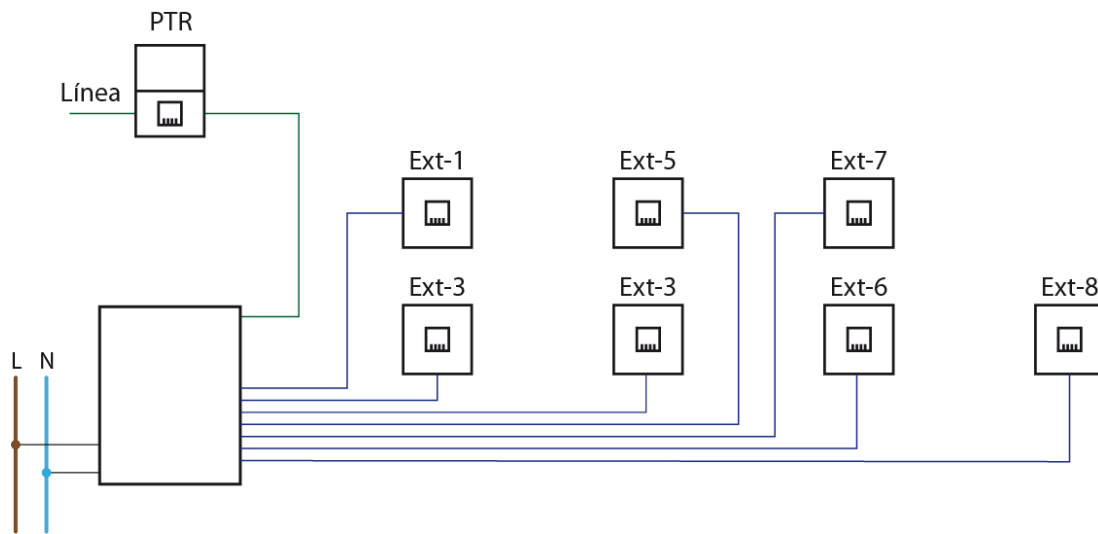 PTR
Línea
Ext-1
Ext-5
Ext-7
Ext-3
Ext-3
Ext-6
Ext-8
L
N